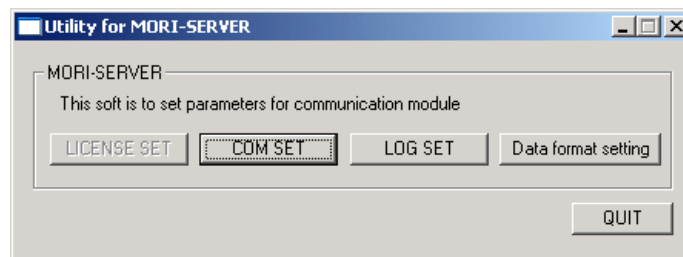 Utility for MORI-SERVER
MORI-SERVER
This soft is to set parameters for communication module
LICENSE SET COM SET LOG SET Data format setting
QUIT